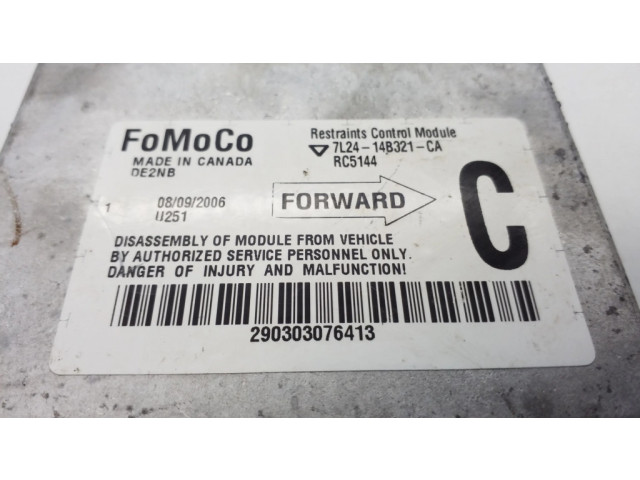 FoMoCo
MADE IN CANADA
DE2NB
Restraints Control Module
7L24-14B321-CA
RC5144
1 08/09/2006
U251
FORWARD
C
DISASSEMBLY OF MODULE FROM VEHICLE
BY AUTHORIZED SERVICE PERSONNEL ONLY.
DANGER OF INJURY AND MALFUNCTION!
290303076413